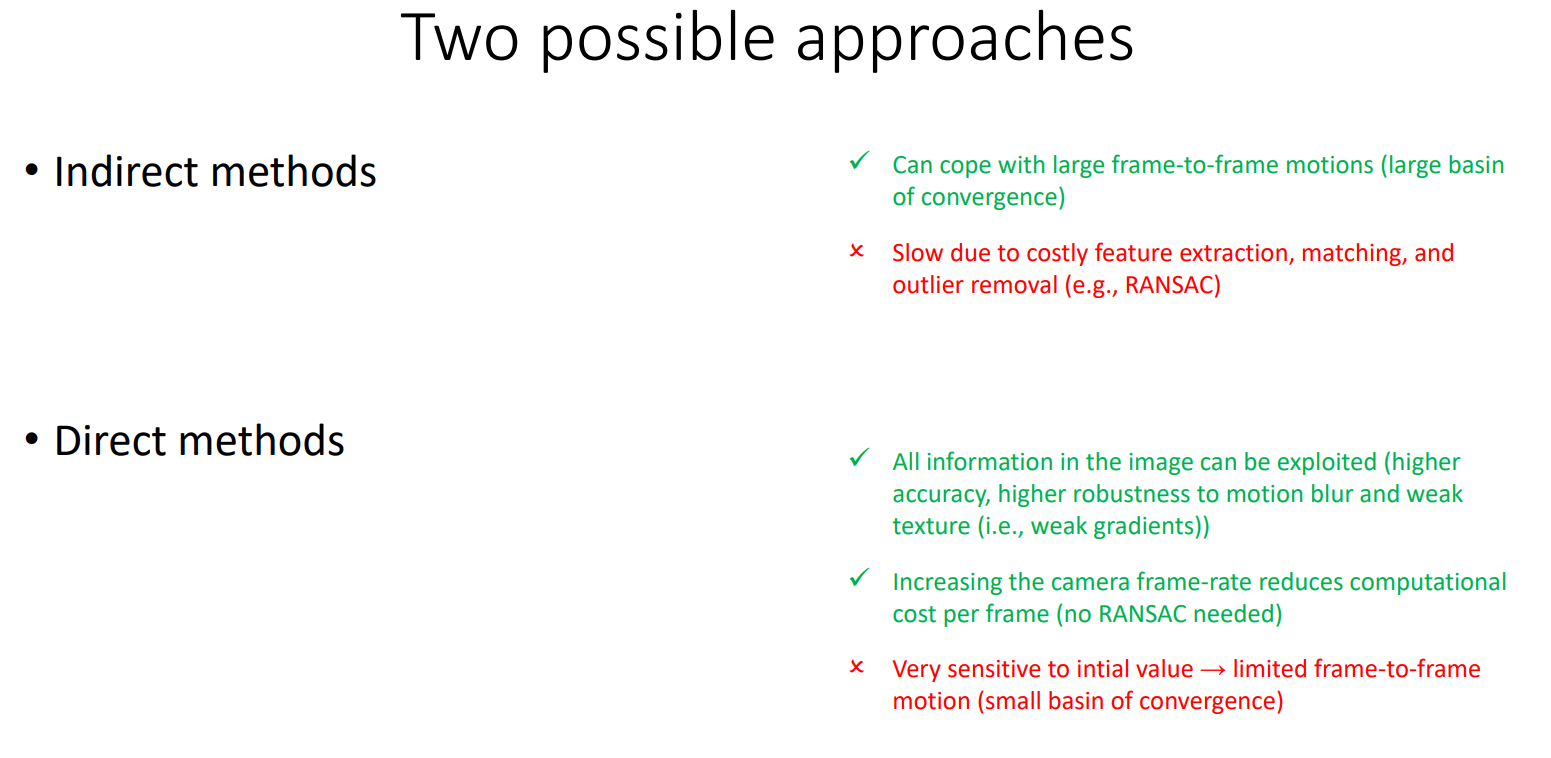 Two possible approaches
• Indirect methods
✓ Can cope with large frame-to-frame motions (large basin
of convergence)
× Slow due to costly feature extraction, matching, and
outlier removal (e.g., RANSAC)
• Direct methods
✓ All information in the image can be exploited (higher
accuracy, higher robustness to motion blur and weak
texture (i.e., weak gradients))
✓ Increasing the camera frame-rate reduces computational
cost per frame (no RANSAC needed)
× Very sensitive to intial value → limited frame-to-frame
motion (small basin of convergence)